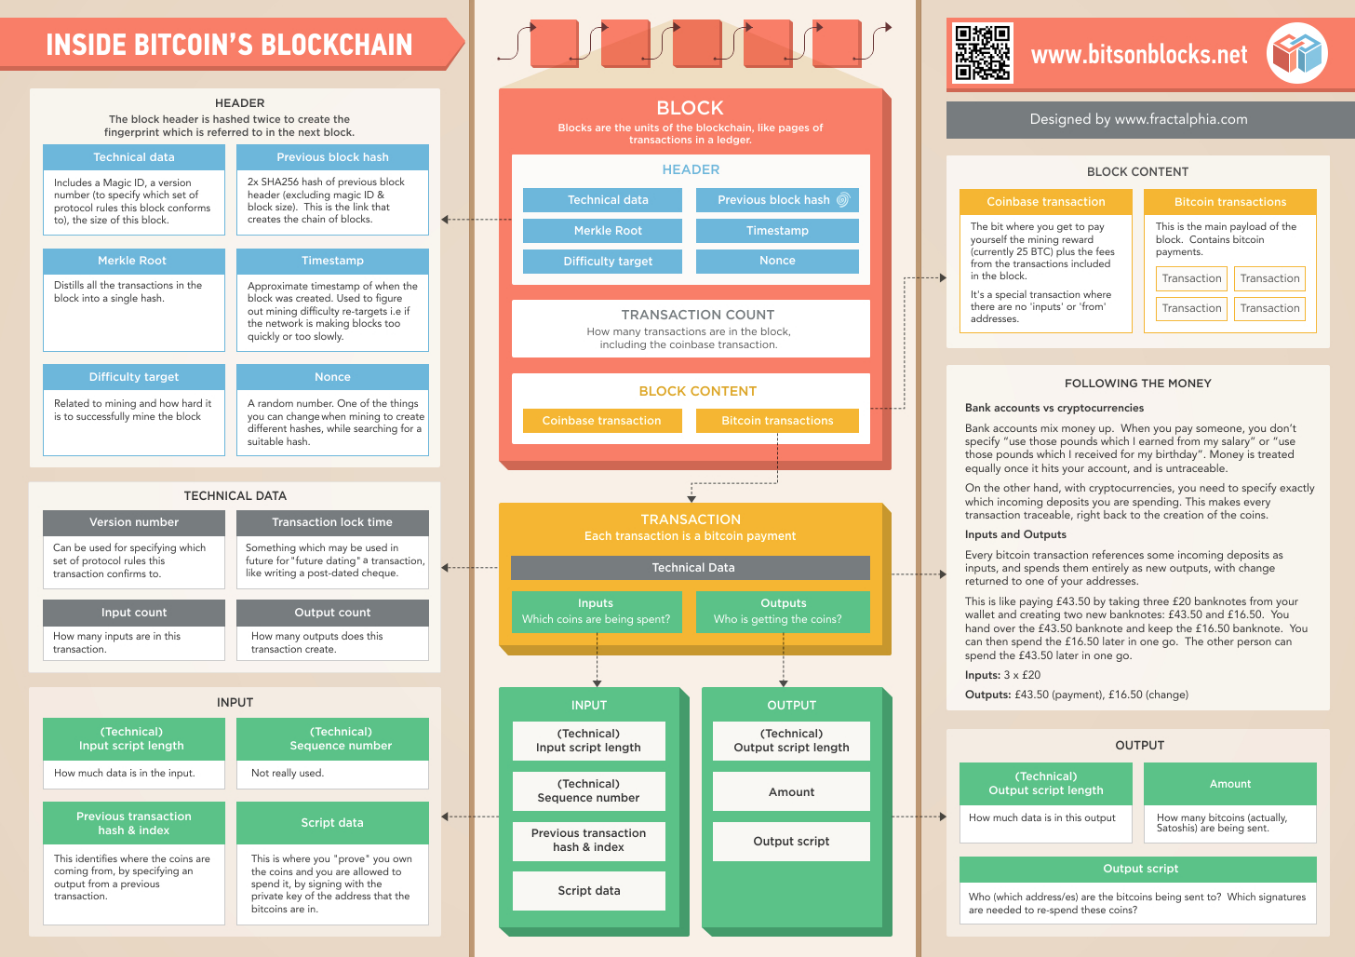 INSIDE BITCOIN'S BLOCKCHAIN
HEADER
The block header is hashed twice to create the
fingerprint which is referred to in the next block.
Technical data
Includes a Magic ID, a version
number (to specify which set of
protocol rules this block conforms
to), the size of this block.
Previous block hash
2x SHA256 hash of previous block
header (excluding magic ID &
block size).  This is the link that
creates the chain of blocks.
Merkle Root
Distills all the transactions in the
block into a single hash.
Timestamp
Approximate timestamp of when the
block was created. Used to figure
out mining difficulty re-targets i.e if
the network is making blocks too
quickly or too slowly.
Difficulty target
Related to mining and how hard it
is to successfully mine the block
Nonce
A random number. One of the things
you can change when mining to create
different hashes, while searching for a
suitable hash.
TECHNICAL DATA
Version number
Can be used for specifying which
set of protocol rules this
transaction confirms to.
Transaction lock time
Something which may be used in
future for "future dating" a transaction,
like writing a post-dated cheque.
Input count
How many inputs are in this
transaction.
Output count
How many outputs does this
transaction create.
INPUT
(Technical)
Input script length
How much data is in the input.
(Technical)
Sequence number
Not really used.
Previous transaction
hash & index
This identifies where the coins are
coming from, by specifying an
output from a previous
transaction.
Script data
This is where you "prove" you own
the coins and you are allowed to
spend it, by signing with the
private key of the address that the
bitcoins are in.
BLOCK
Blocks are the units of the blockchain, like pages of
transactions in a ledger.
HEADER
Technical data
Previous block hash
Merkle Root
Timestamp
Difficulty target
Nonce
TRANSACTION COUNT
How many transactions are in the block,
including the coinbase transaction.
BLOCK CONTENT
Coinbase transaction
Bitcoin transactions
TRANSACTION
Each transaction is a bitcoin payment
Technical Data
Inputs
Which coins are being spent?
Outputs
Who is getting the coins?
INPUT
(Technical)
Input script length
(Technical)
Sequence number
Previous transaction
hash & index
Script data
OUTPUT
(Technical)
Output script length
Amount
Output script
www.bitsonblocks.net
Designed by www.fractalphia.com
BLOCK CONTENT
Coinbase transaction
The bit where you get to pay
yourself the mining reward
(currently 25 BTC) plus the fees
from the transactions included
in the block.
It's a special transaction where
there are no 'inputs' or 'from'
addresses.
Bitcoin transactions
This is the main payload of the
block.  Contains bitcoin
payments.
Transaction
Transaction
Transaction
Transaction
FOLLOWING THE MONEY
Bank accounts vs cryptocurrencies
Bank accounts mix money up.  When you pay someone, you don't
specify “use those pounds which I earned from my salary” or “use
those pounds which I received for my birthday”. Money is treated
equally once it hits your account, and is untraceable.
On the other hand, with cryptocurrencies, you need to specify exactly
which incoming deposits you are spending. This makes every
transaction traceable, right back to the creation of the coins.
Inputs and Outputs
Every bitcoin transaction references some incoming deposits as
inputs, and spends them entirely as new outputs, with change
returned to one of your addresses.
This is like paying £43.50 by taking three £20 banknotes from your
wallet and creating two new banknotes: £43.50 and £16.50.  You
hand over the £43.50 banknote and keep the £16.50 banknote.  You
can then spend the £16.50 later in one go.  The other person can
spend the £43.50 later in one go.
Inputs: 3 x £20
Outputs: £43.50 (payment), £16.50 (change)
OUTPUT
(Technical)
Output script length
How much data is in this output
Amount
How many bitcoins (actually,
Satoshis) are being sent.
Output script
Who (which address/es) are the bitcoins being sent to?  Which signatures
are needed to re-spend these coins?